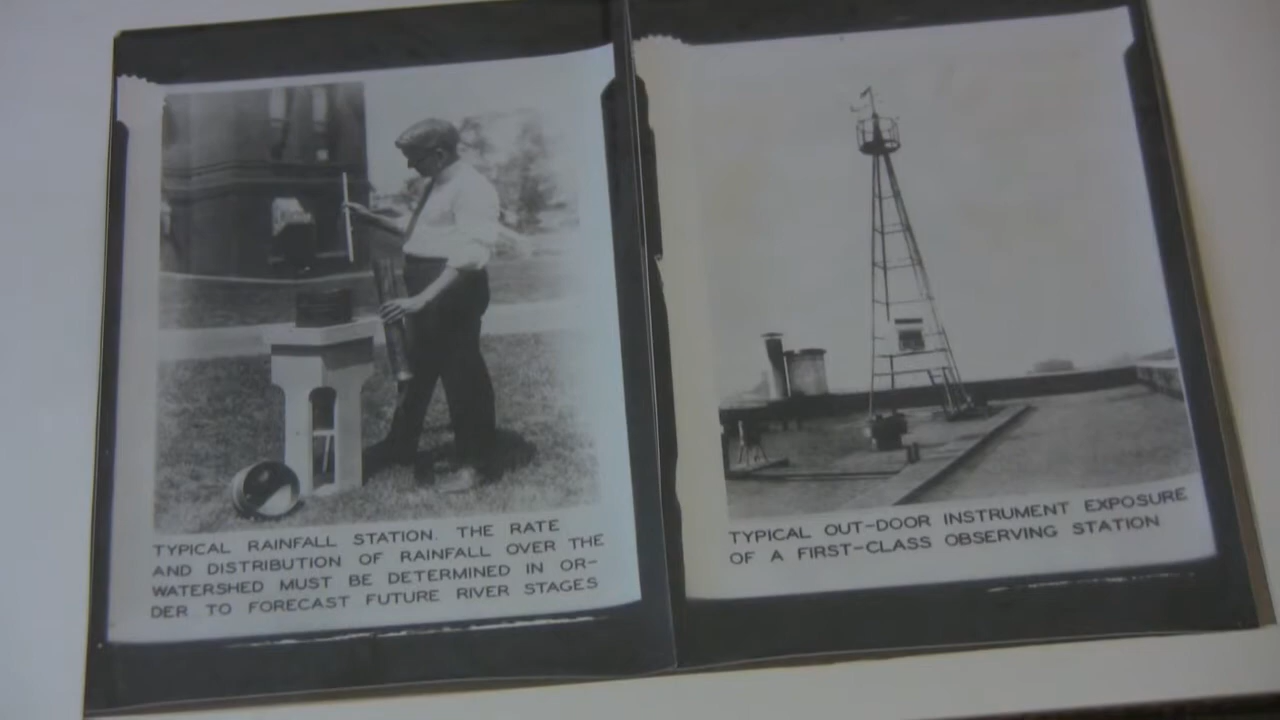 TYPICAL RAINFALL STATION. THE RATE
AND DISTRIBUTION OF RAINFALL OVER THE
WATERSHED MUST BE DETERMINED IN OR-
DER TO FORECAST FUTURE RIVER STAGES
TYPICAL OUT-DOOR INSTRUMENT EXPOSURE
OF A FIRST-CLASS OBSERVING STATION